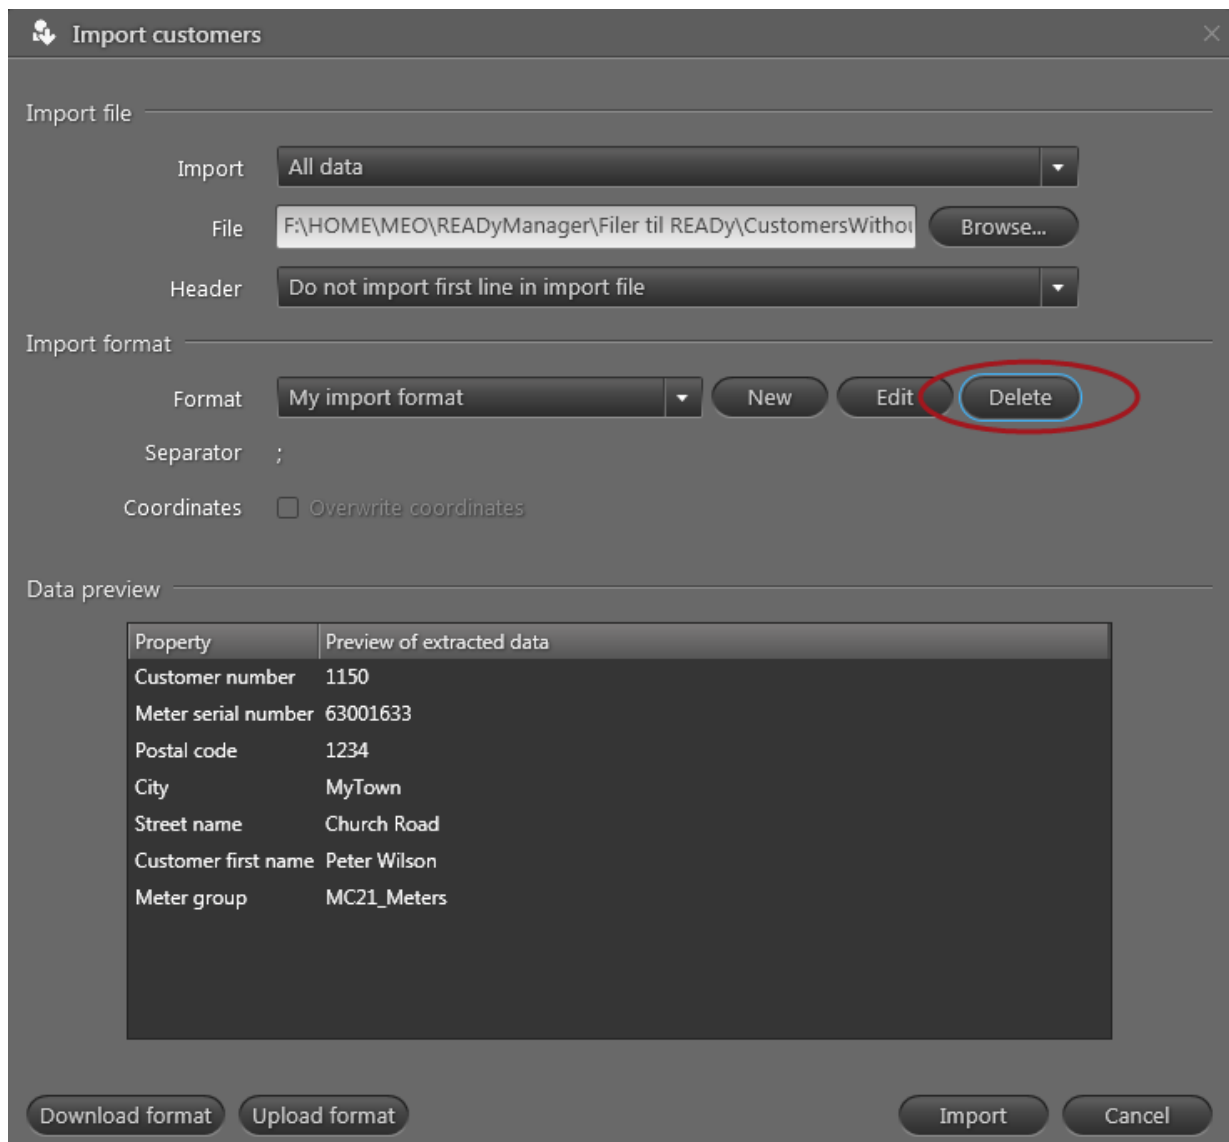 Import customers
Import file
Import All data
File F:\HOME\MEO\READyManager\Filer til READy\CustomersWithou Browse...
Header Do not import first line in import file
Import format
Format My import format New Edit Delete
Separator ;
Coordinates Overwrite coordinates
Data preview
Property Preview of extracted data
Customer number 1150
Meter serial number 63001633
Postal code 1234
City MyTown
Street name Church Road
Customer first name Peter Wilson
Meter group MC21_Meters
Download format Upload format Import Cancel